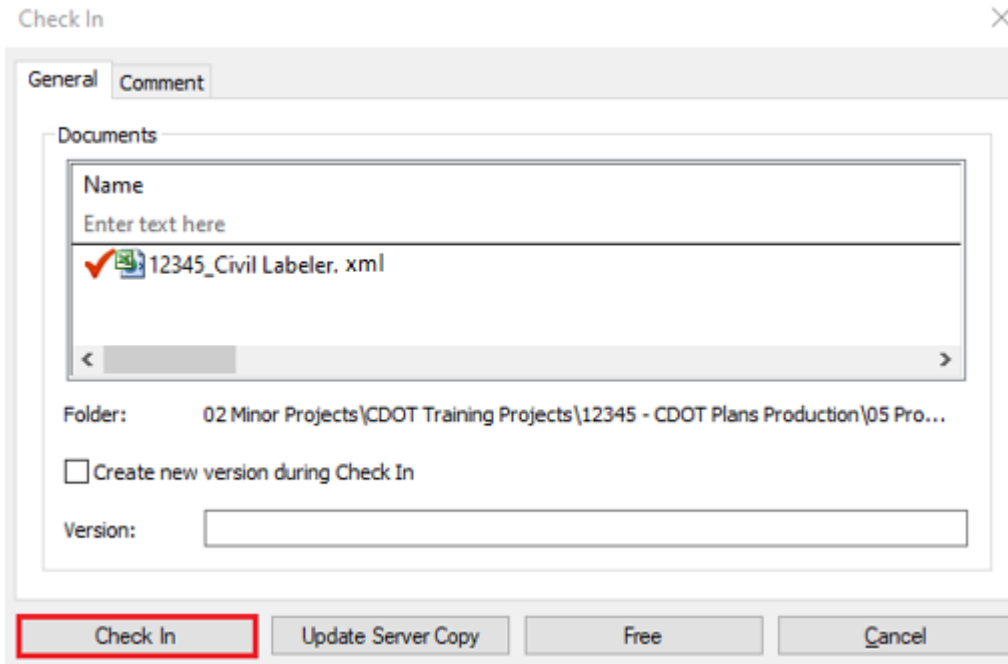 Check In
General Comment
Documents
Name
Enter text here
12345_Civil Labeler. xml
Folder: 02 Minor Projects\CDOT Training Projects\12345 - CDOT Plans Production\05 Pro...
Create new version during Check In
Version:
Check In Update Server Copy Free Cancel